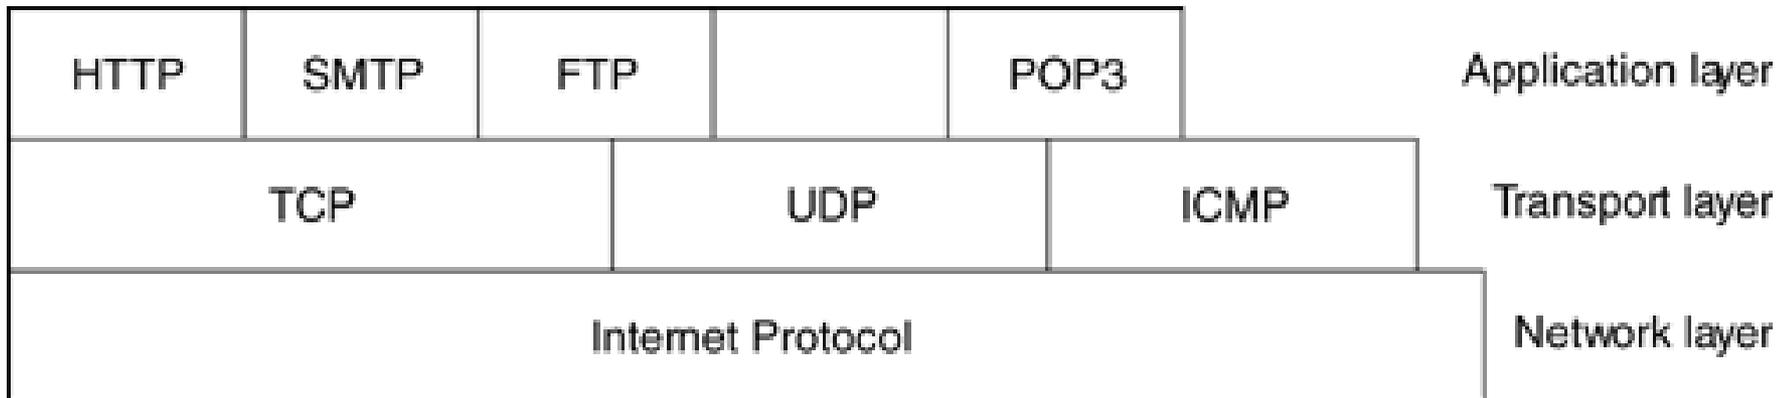 HTTP SMTP FTP POP3 Application layer
TCP UDP ICMP Transport layer
Internet Protocol Network layer